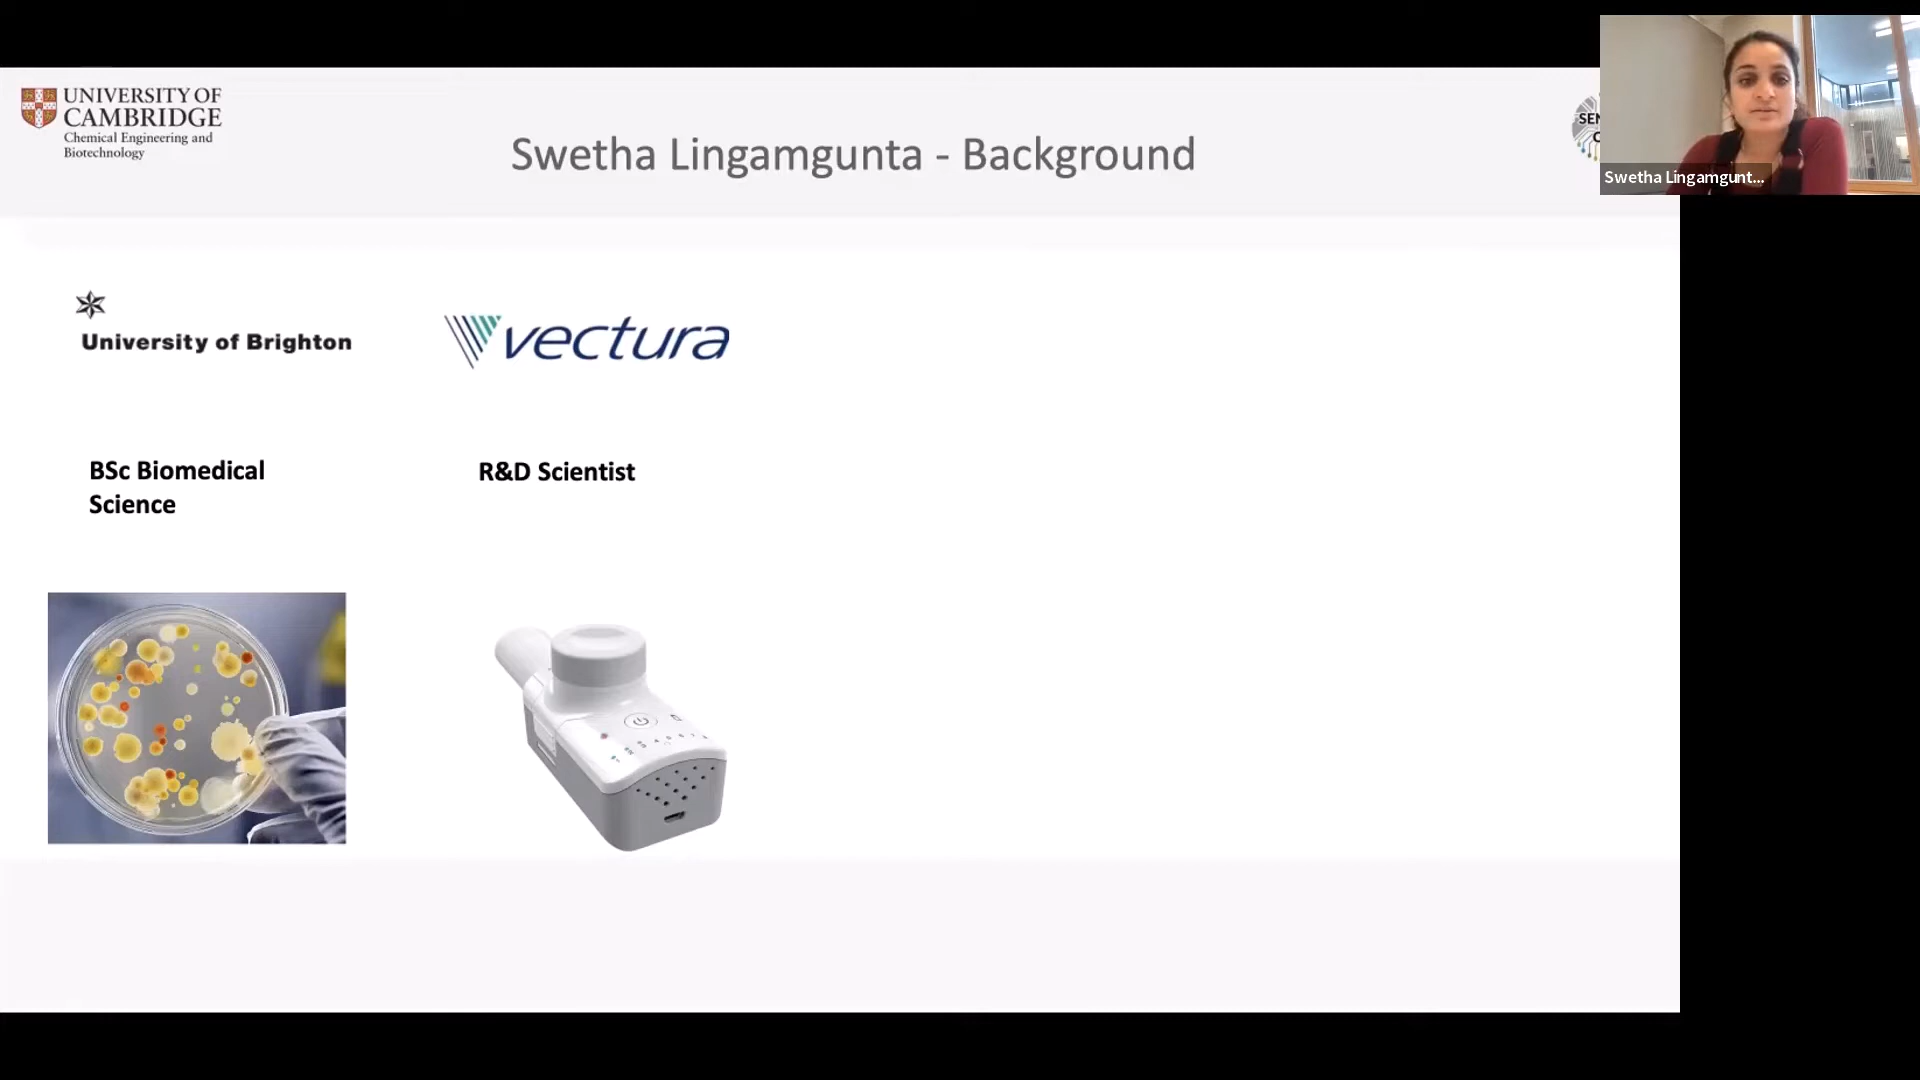 UNIVERSITY OF
CAMBRIDGE
Chemical Engineering and
Biotechnology
Swetha Lingamgunta - Background
Swetha Lingamgunt...
University of Brighton
vectura
BSc Biomedical
Science
R&D Scientist